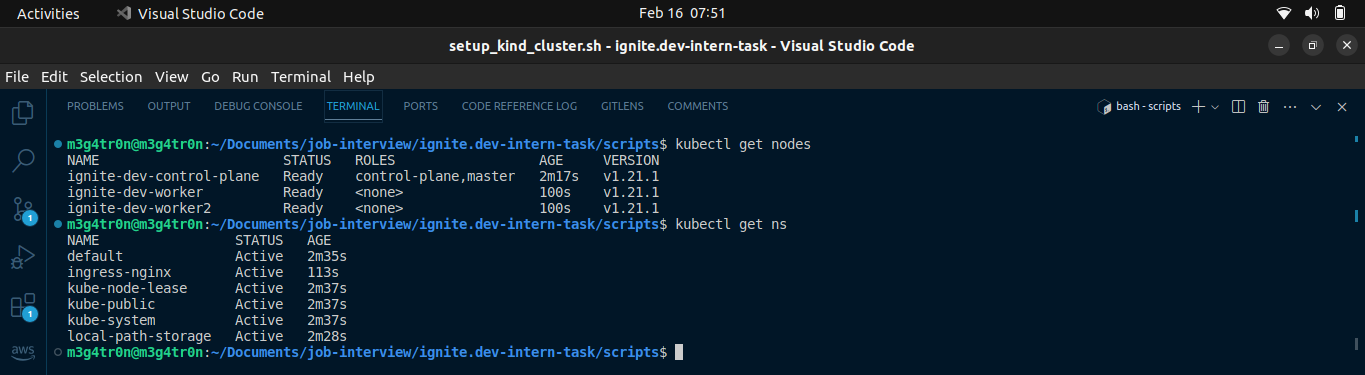 Activities Visual Studio Code Feb 16 07:51
setup_kind_cluster.sh - ignite.dev-intern-task - Visual Studio Code
File Edit Selection View Go Run Terminal Help
PROBLEMS OUTPUT DEBUG CONSOLE TERMINAL PORTS CODE REFERENCE LOG GITLENS COMMENTS bash - scripts
m3g4tr0n@m3g4tr0n:~/Documents/job-interview/ignite.dev-intern-task/scripts$ kubectl get nodes
NAME STATUS ROLES AGE VERSION
ignite-dev-control-plane Ready control-plane,master 2m17s v1.21.1
ignite-dev-worker Ready <none> 100s v1.21.1
ignite-dev-worker2 Ready <none> 100s v1.21.1
m3g4tr0n@m3g4tr0n:~/Documents/job-interview/ignite.dev-intern-task/scripts$ kubectl get ns
NAME STATUS AGE
default Active 2m35s
ingress-nginx Active 113s
kube-node-lease Active 2m37s
kube-public Active 2m37s
kube-system Active 2m37s
local-path-storage Active 2m28s
m3g4tr0n@m3g4tr0n:~/Documents/job-interview/ignite.dev-intern-task/scripts$
1
1
aws